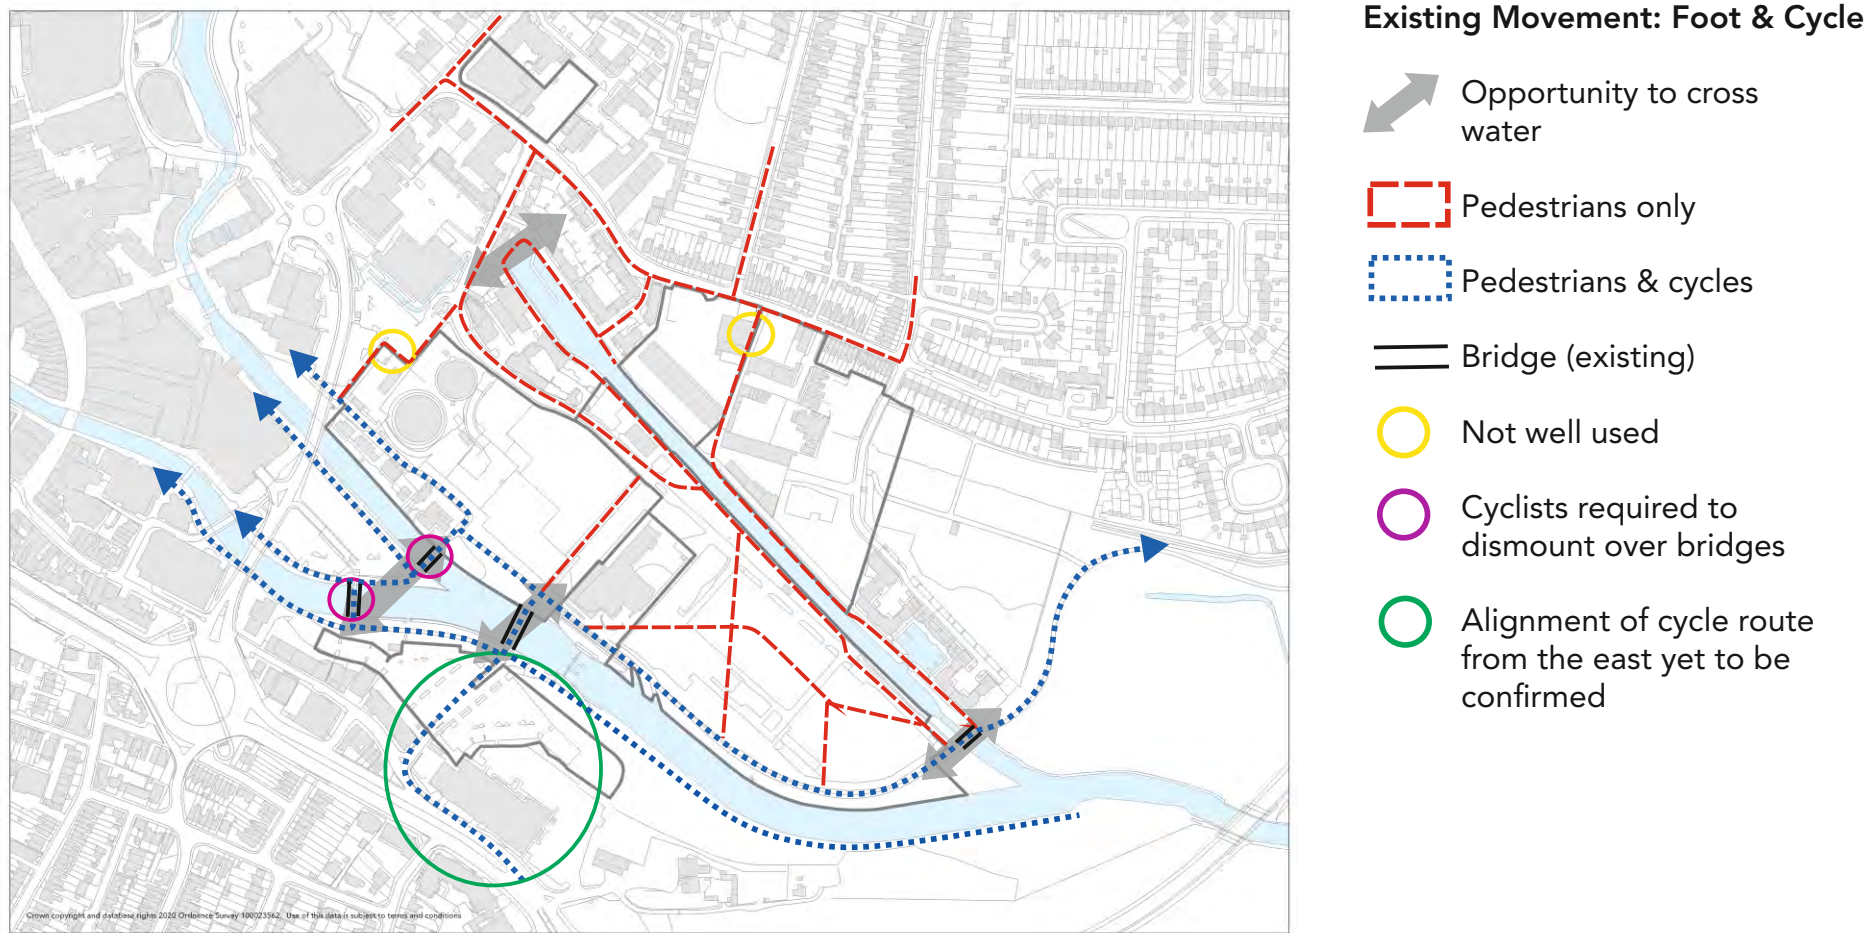 Existing Movement: Foot & Cycle
Opportunity to cross
water
Pedestrians only
Pedestrians & cycles
Bridge (existing)
Not well used
Cyclists required to
dismount over bridges
Alignment of cycle route
from the east yet to be
confirmed
Crown copyright and database rights 2020 Ordnance Survey 100023562. Use of this data is subject to terms and conditions